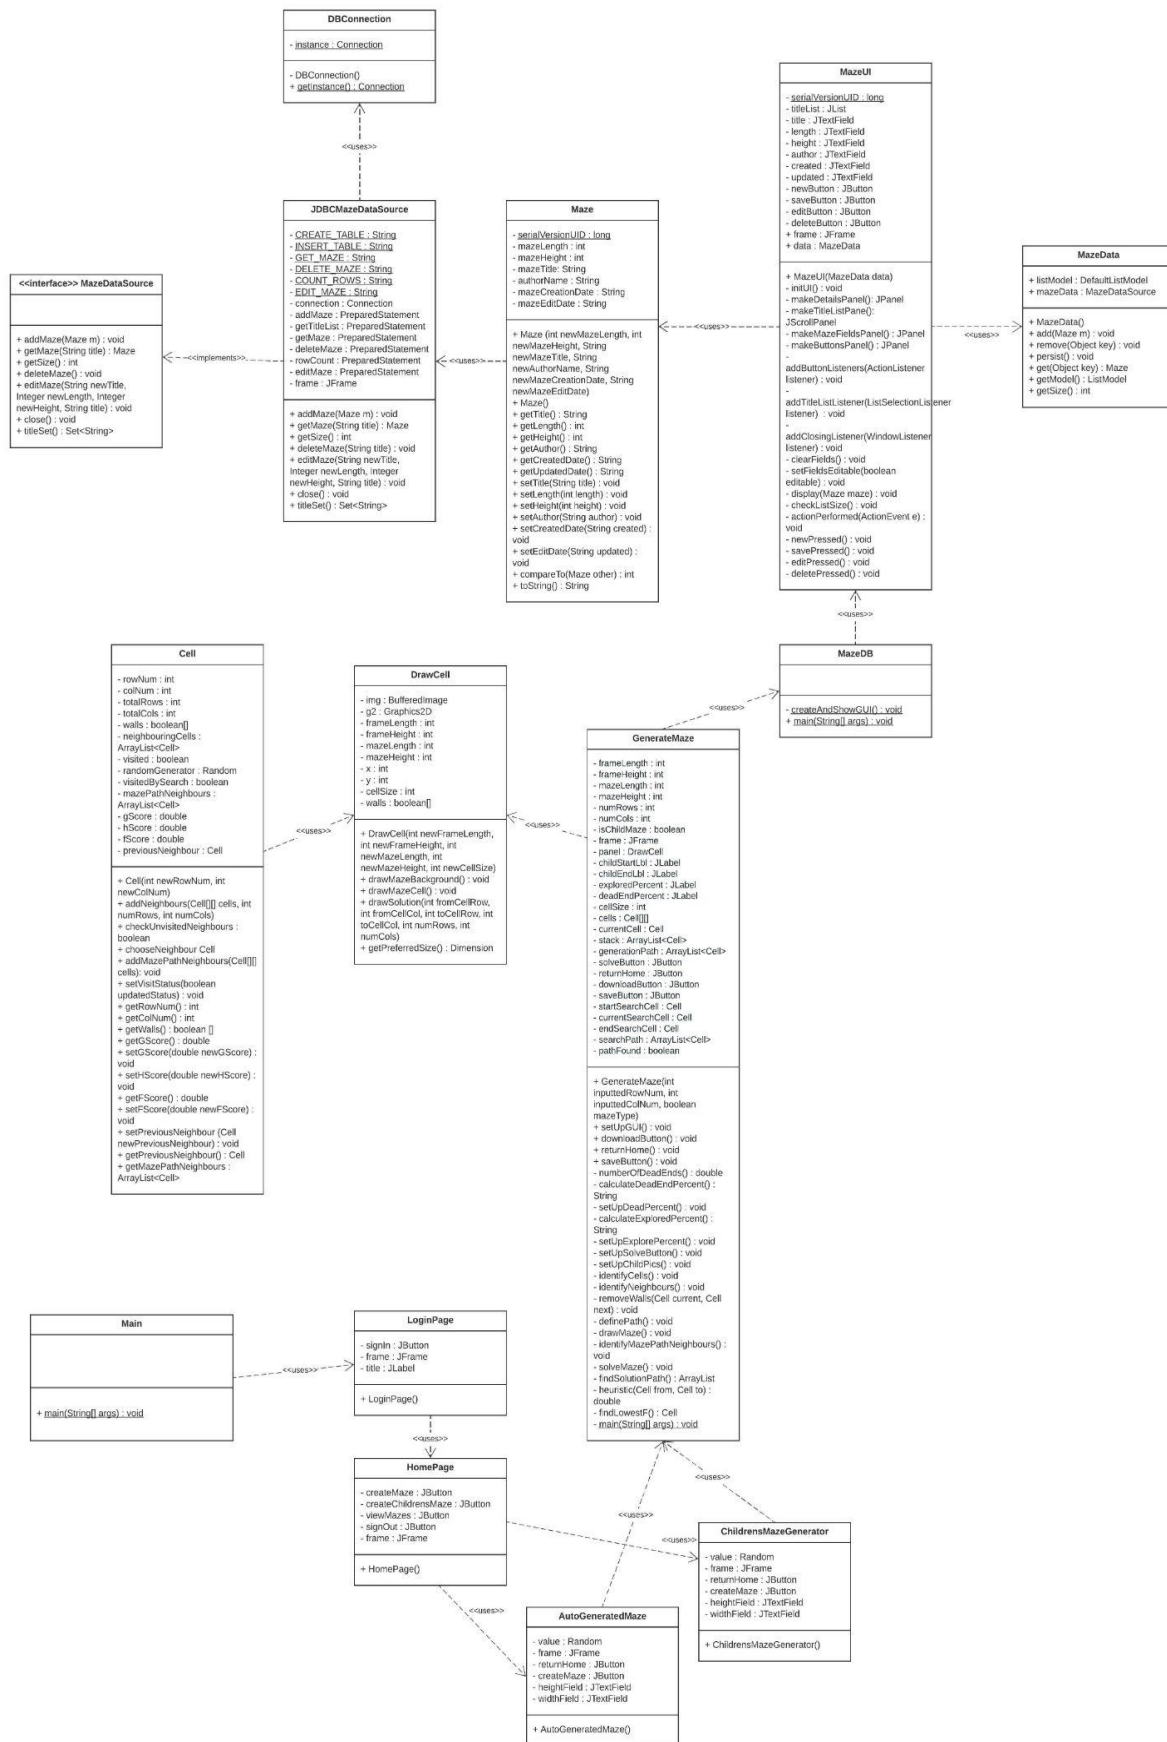 DBConnection
- instance : Connection
- DBConnection()
+ getInstance() : Connection
<<uses>>
MazeUI
- serialVersionUID : long
- titleList : JList
- title : JTextField
- length : JTextField
- height : JTextField
- author : JTextField
- created : JTextField
- updated : JTextField
- newButton : JButton
- saveButton : JButton
- editButton : JButton
- deleteButton : JButton
+ frame : JFrame
+ data : MazeData
+ MazeUI(MazeData data)
- initUI() : void
- makeDetailsPanel(): JPanel
- makeTitleListPane():
JScrollPanel
- makeMazeFieldsPanel() : JPanel
- makeButtonsPanel() : JPanel
-
addButtonListeners(ActionListener
listener) : void
-
addTitleListListener(ListSelectionListener
listener) : void
-
addClosingListener(WindowListener
listener) : void
- clearFields() : void
- setFieldsEditable(boolean
editable) : void
- display(Maze maze) : void
- checkListSize() : void
- actionPerformed(ActionEvent e) :
void
- newPressed() : void
- savePressed() : void
- editPressed() : void
- deletePressed() : void
JDBCMazeDataSource
- CREATE_TABLE : String
- INSERT_TABLE : String
- GET_MAZE : String
- DELETE_MAZE : String
- COUNT_ROWS : String
- EDIT_MAZE : String
- connection : Connection
- addMaze : PreparedStatement
- getTitleList : PreparedStatement
- getMaze : PreparedStatement
- deleteMaze : PreparedStatement
- rowCount : PreparedStatement
- editMaze : PreparedStatement
- frame : JFrame
+ addMaze(Maze m) : void
+ getMaze(String title) : Maze
+ getSize() : int
+ deleteMaze(String title) : void
+ editMaze(String newTitle,
Integer newLength, Integer
newHeight, String title) : void
+ close() : void
+ titleSet() : Set<String>
Maze
- serialVersionUID : long
- mazeLength : int
- mazeHeight : int
- mazeTitle: String
- authorName : String
- mazeCreationDate : String
- mazeEditDate : String
+ Maze (int newMazeLength, int
newMazeHeight, String
newMazeTitle, String
newAuthorName, String
newMazeCreationDate, String
newMazeEditDate)
+ Maze()
+ getTitle() : String
+ getLength() : int
+ getHeight() : int
+ getAuthor() : String
+ getCreatedDate() : String
+ getUpdatedDate() : String
+ setTitle(String title) : void
+ setLength(int length) : void
+ setHeight(int height) : void
+ setAuthor(String author) : void
+ setCreatedDate(String created) :
void
+ setEditDate(String updated) :
void
+ compareTo(Maze other) : int
+ toString() : String
MazeData
+ listModel : DefaultListModel
+ mazeData : MazeDataSource
+ MazeData()
+ add(Maze m) : void
+ remove(Object key) : void
+ persist() : void
+ get(Object key) : Maze
+ getModel() : ListModel
+ getSize() : int
<<interface>> MazeDataSource
+ addMaze(Maze m) : void
+ getMaze(String title) : Maze
+ getSize() : int
+ deleteMaze() : void
+ editMaze(String newTitle,
Integer newLength, Integer
newHeight, String title) : void
+ close() : void
+ titleSet() : Set<String>
<<implements>>
<<uses>>
<<uses>>
<<uses>>
<<uses>>
MazeDB
- createAndShowGUI() : void
+ main(String[] args) : void
<<uses>>
Cell
- rowNum : int
- colNum : int
- totalRows : int
- totalCols : int
- walls : boolean[]
- neighbouringCells :
ArrayList<Cell>
- visited : boolean
- randomGenerator : Random
- visitedBySearch : boolean
- mazePathNeighbours :
ArrayList<Cell>
- gScore : double
- hScore : double
- fScore : double
- previousNeighbour : Cell
+ Cell(int newRowNum, int
newColNum)
+ addNeighbours(Cell[][] cells, int
numRows, int numCols)
+ checkUnvisitedNeighbours :
boolean
+ chooseNeighbour Cell
+ addMazePathNeighbours(Cell[][]
cells): void
+ setVisitStatus(boolean
updatedStatus) : void
+ getRowNum() : int
+ getColNum() : int
+ getWalls() : boolean []
+ getGScore() : double
+ setGScore(double newGScore) :
void
+ setHScore(double newHScore) :
void
+ getFScore() : double
+ setFScore(double newFScore) :
void
+ setPreviousNeighbour (Cell
newPreviousNeighbour) : void
+ getPreviousNeighbour() : Cell
+ getMazePathNeighbours :
ArrayList<Cell>
<<uses>>
DrawCell
- img : BufferedImage
- g2 : Graphics2D
- frameLength : int
- frameHeight : int
- mazeLength : int
- mazeHeight : int
- x : int
- y : int
- cellSize : int
- walls : boolean[]
+ DrawCell(int newFrameLength,
int newFrameHeight, int
newMazeLength, int
newMazeHeight, int newCellSize)
+ drawMazeBackground() : void
+ drawMazeCell() : void
+ drawSolution(int fromCellRow,
int fromCellCol, int toCellRow, int
toCellCol, int numRows, int
numCols)
+ getPreferredSize() : Dimension
<<uses>>
GenerateMaze
- frameLength : int
- frameHeight : int
- mazeLength : int
- mazeHeight : int
- numRows : int
- numCols : int
- isChildMaze : boolean
- frame : JFrame
- panel : DrawCell
- childStartLbl : JLabel
- childEndLbl : JLabel
- exploredPercent : JLabel
- deadEndPercent : JLabel
- cellSize : int
- cells : Cell[][]
- currentCell : Cell
- stack : ArrayList<Cell>
- generationPath : ArrayList<Cell>
- solveButton : JButton
- returnHome : JButton
- downloadButton : JButton
- saveButton : JButton
- startSearchCell : Cell
- currentSearchCell : Cell
- endSearchCell : Cell
- searchPath : ArrayList<Cell>
- pathFound : boolean
+ GenerateMaze(int
inputtedRowNum, int
inputtedColNum, boolean
mazeType)
+ setUpGUI() : void
+ downloadButton() : void
+ returnHome() : void
+ saveButton() : void
- numberOfDeadEnds() : double
- calculateDeadEndPercent() :
String
- setUpDeadPercent() : void
- calculateExploredPercent() :
String
- setUpExplorePercent() : void
- setUpSolveButton() : void
- setUpChildPics() : void
- identifyCells() : void
- identifyNeighbours() : void
- removeWalls(Cell current, Cell
next) : void
- definePath() : void
- drawMaze() : void
- identifyMazePathNeighbours() :
void
- solveMaze() : void
- findSolutionPath() : ArrayList
- heuristic(Cell from, Cell to) :
double
- findLowestF() : Cell
- main(String[] args) : void
Main
+ main(String[] args) : void
<<uses>>
LoginPage
- signIn : JButton
- frame : JFrame
- title : JLabel
+ LoginPage()
<<uses>>
HomePage
- createMaze : JButton
- createChildrensMaze : JButton
- viewMazes : JButton
- signOut : JButton
- frame : JFrame
+ HomePage()
<<uses>>
<<uses>>
<<uses>>
<<uses>>
ChildrensMazeGenerator
- value : Random
- frame : JFrame
- returnHome : JButton
- createMaze : JButton
- heightField : JTextField
- widthField : JTextField
+ ChildrensMazeGenerator()
AutoGeneratedMaze
- value : Random
- frame : JFrame
- returnHome : JButton
- createMaze : JButton
- heightField : JTextField
- widthField : JTextField
+ AutoGeneratedMaze()